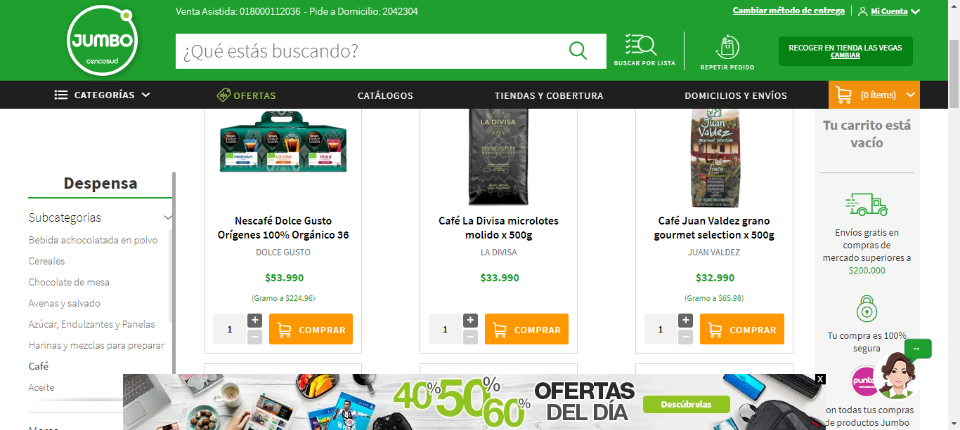 Venta Asistida: 018000112036 - Pide a Domicilio: 2042304
Cambiar método de entrega
Mi Cuenta
JUMBO
cencosud
¿Qué estás buscando?
BUSCAR POR LISTA
REPETIR PEDIDO
RECOGER EN TIENDA LAS VEGAS
CAMBIAR
CATEGORÍAS
OFERTAS
CATÁLOGOS
TIENDAS Y COBERTURA
DOMICILIOS Y ENVÍOS
(0 ítems)
Despensa
Subcategorias
Bebida achocolatada en polvo
Cereales
Chocolate de mesa
Avenas y salvado
Azúcar, Endulzantes y Panelas
Harinas y mezclas para preparar
Café
Aceite
Nescafé Dolce Gusto
Orígenes 100% Orgánico 36
DOLCE GUSTO
$53.990
(Gramo a $224.96)
1
+
COMPRAR
LA DIVISA
Café La Divisa microlotes
molido x 500g
LA DIVISA
$33.990
1
+
COMPRAR
Juan
Valdez
gourmet selection
Café Juan Valdez grano
gourmet selection x 500g
JUAN VALDEZ
$32.990
(Gramo a $65.98)
1
+
COMPRAR
Tu carrito está
vacío
Envíos gratis en
compras de
mercado superiores a
$200.000
Tu compra es 100%
segura
on todas tus compras
de productos Jumbo
40% 50% 60%
OFERTAS
DEL DÍA
Descúbrelas
X